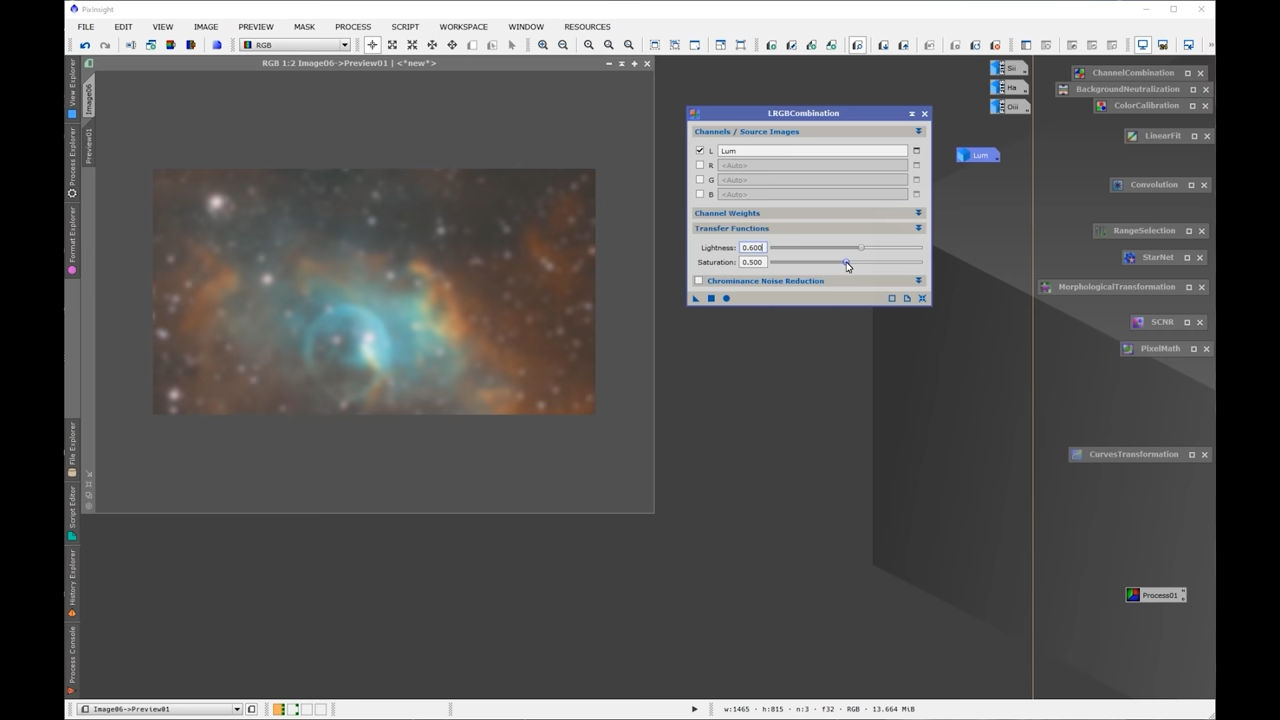 PixInsight
FILE EDIT VIEW IMAGE PREVIEW MASK PROCESS SCRIPT WORKSPACE WINDOW RESOURCES
RGB
RGB 1:2 Image06->Preview01 | <*new*>
View Explorer
Process Explorer
Format Explorer
File Explorer
Script Editor
History Explorer
Process Console
Image06
Preview01
LRGBCombination
Channels / Source Images
L Lum
R <Auto>
G <Auto>
B <Auto>
Channel Weights
Transfer Functions
Lightness: 0.600
Saturation: 0.500
Chrominance Noise Reduction
Sii
Ha
Oiii
Lum
ChannelCombination
BackgroundNeutralization
ColorCalibration
LinearFit
Convolution
RangeSelection
StarNet
MorphologicalTransformation
SCNR
PixelMath
CurvesTransformation
Process01
Image06->Preview01
w:1465 · h:815 · n:3 · f32 · RGB · 13.664 MiB